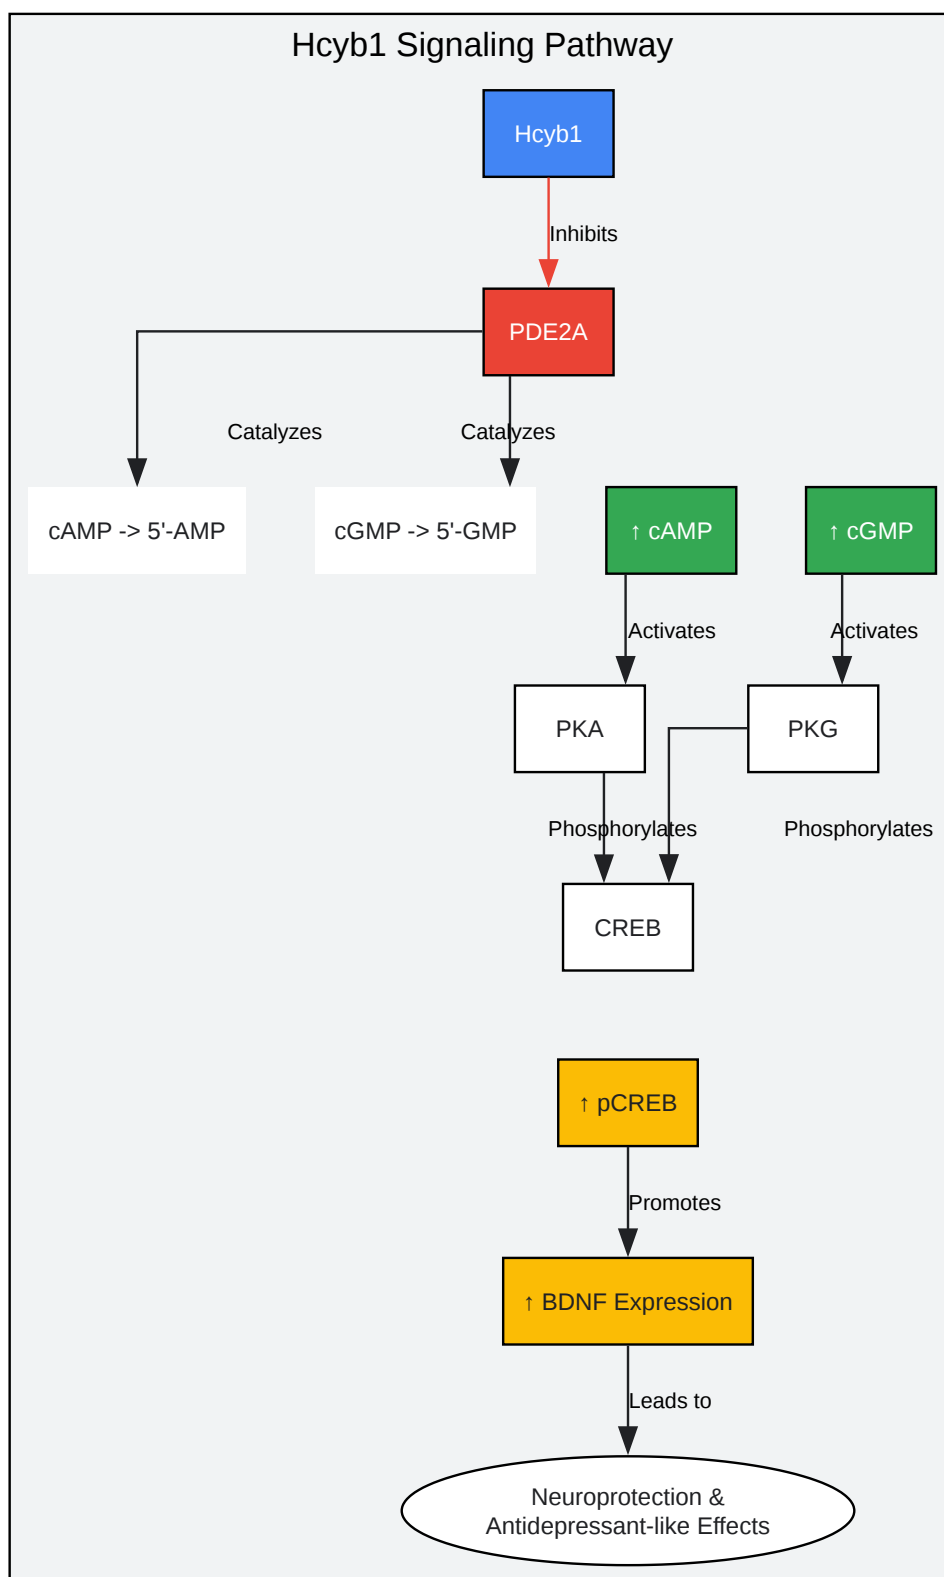 Hcyb1 Signaling Pathway
Hcyb1
Inhibits
PDE2A
Catalyzes
Catalyzes
cAMP -> 5'-AMP
cGMP -> 5'-GMP
↑ cAMP
↑ cGMP
Activates
Activates
PKA
PKG
Phosphorylates
Phosphorylates
CREB
↑ pCREB
Promotes
↑ BDNF Expression
Leads to
Neuroprotection &
Antidepressant-like Effects